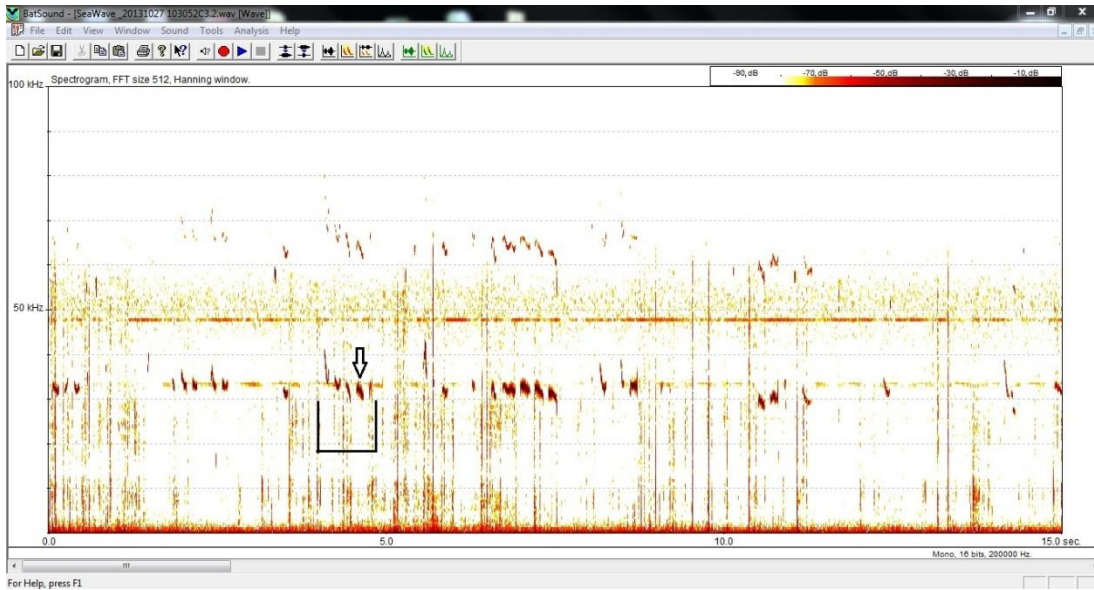 BatSound - [SeaWave _20131027 103052C3.2.wav [Wave]]
File Edit View Window Sound Tools Analysis Help
Spectrogram, FFT size 512, Hanning window.
-90, dB -70, dB -50, dB -30, dB -10, dB
100 kHz
50 kHz
0.0 5.0 10.0 15.0 sec.
Mono, 16 bits, 200000 Hz.
For Help, press F1